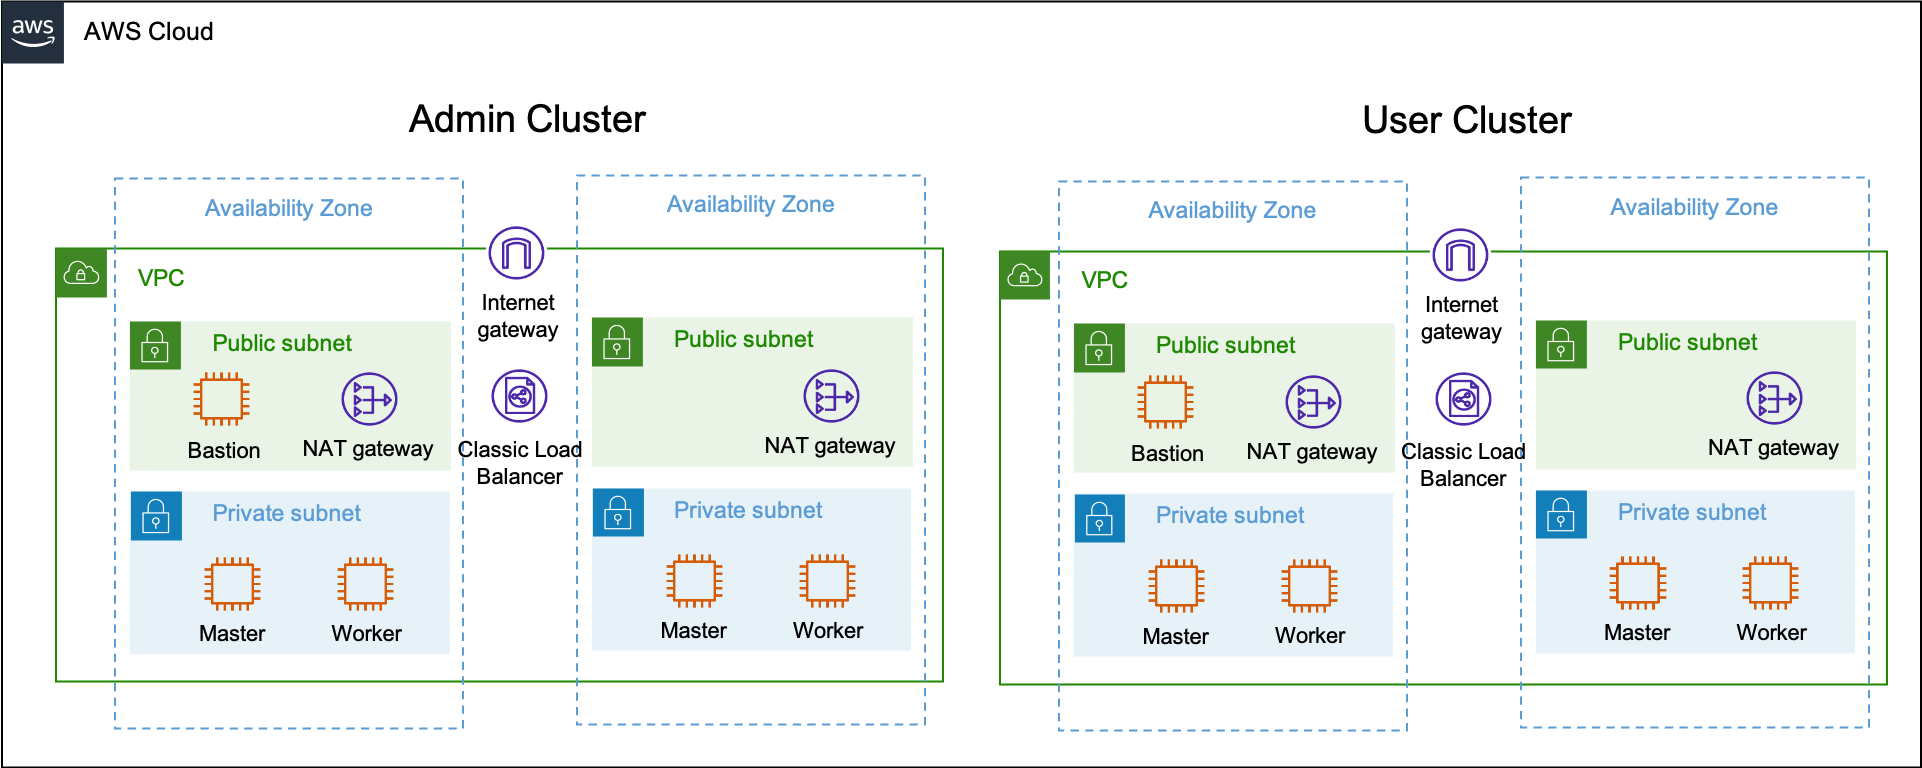 aws
AWS Cloud
Admin Cluster
Availability Zone
Availability Zone
VPC
Internet
gateway
Public subnet
Public subnet
Bastion
NAT gateway
Classic Load
Balancer
NAT gateway
Private subnet
Private subnet
Master
Worker
Master
Worker
User Cluster
Availability Zone
Availability Zone
VPC
Internet
gateway
Public subnet
Public subnet
Bastion
NAT gateway
Classic Load
Balancer
NAT gateway
Private subnet
Private subnet
Master
Worker
Master
Worker